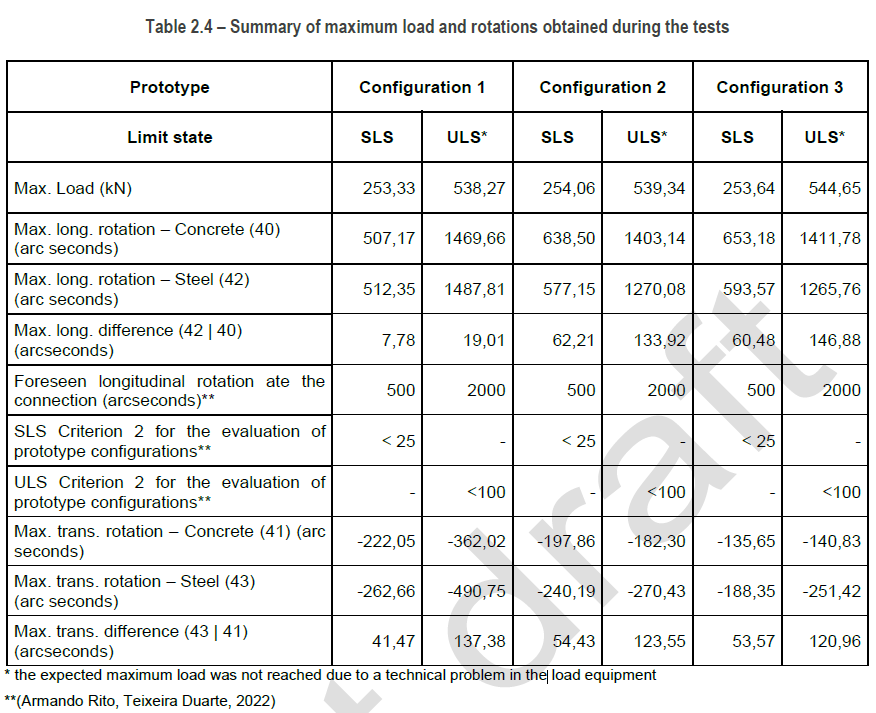 Table 2.4 – Summary of maximum load and rotations obtained during the tests
Prototype Configuration 1 Configuration 2 Configuration 3
Limit state SLS ULS* SLS ULS* SLS ULS*
Max. Load (kN) 253,33 538,27 254,06 539,34 253,64 544,65
Max. long. rotation – Concrete (40)
(arc seconds) 507,17 1469,66 638,50 1403,14 653,18 1411,78
Max. long. rotation – Steel (42)
(arc seconds) 512,35 1487,81 577,15 1270,08 593,57 1265,76
Max. long. difference (42 | 40)
(arcseconds) 7,78 19,01 62,21 133,92 60,48 146,88
Foreseen longitudinal rotation ate the
connection (arcseconds)** 500 2000 500 2000 500 2000
SLS Criterion 2 for the evaluation of
prototype configurations** < 25 - < 25 - < 25 -
ULS Criterion 2 for the evaluation of
prototype configurations** - <100 - <100 - <100
Max. trans. rotation – Concrete (41) (arc
seconds) -222,05 -362,02 -197,86 -182,30 -135,65 -140,83
Max. trans. rotation – Steel (43)
(arc seconds) -262,66 -490,75 -240,19 -270,43 -188,35 -251,42
Max. trans. difference (43 | 41)
(arcseconds) 41,47 137,38 54,43 123,55 53,57 120,96
* the expected maximum load was not reached due to a technical problem in the load equipment
**(Armando Rito, Teixeira Duarte, 2022)
draft